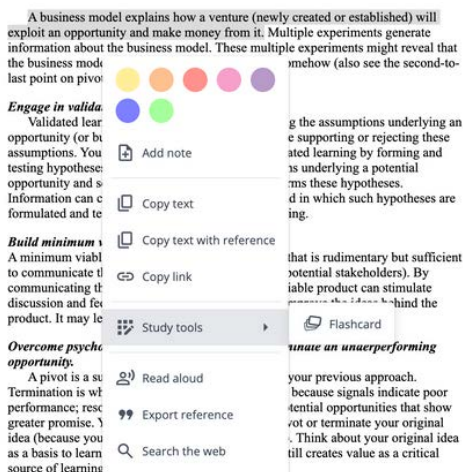 A business model explains how a venture (newly created or established) will
exploit an opportunity and make money from it. Multiple experiments generate
information about the business model. These multiple experiments might reveal that
the business mode omehow (also see the second-to-
last point on pivo
Engage in valida
Validated lear g the assumptions underlying an
opportunity (or bu e supporting or rejecting these
assumptions. You ated learning by forming and
testing hypothese ns underlying a potential
opportunity and s rms these hypotheses.
Information can c d in which such hypotheses are
formulated and te ing.
Build minimum v
A minimum viabl that is rudimentary but sufficient
to communicate t potential stakeholders). By
communicating th iable product can stimulate
discussion and fee behind the
product. It may le
Overcome psycho inate an underperforming
opportunity.
A pivot is a su your previous approach.
Termination is wh because signals indicate poor
performance; reso tential opportunities that show
greater promise. Y vot or terminate your original
idea (because you . Think about your original idea
as a basis to learn till creates value as a critical
source of learning
Add note
Copy text
Copy text with reference
Copy link
Study tools
Flashcard
Read aloud
Export reference
Search the web